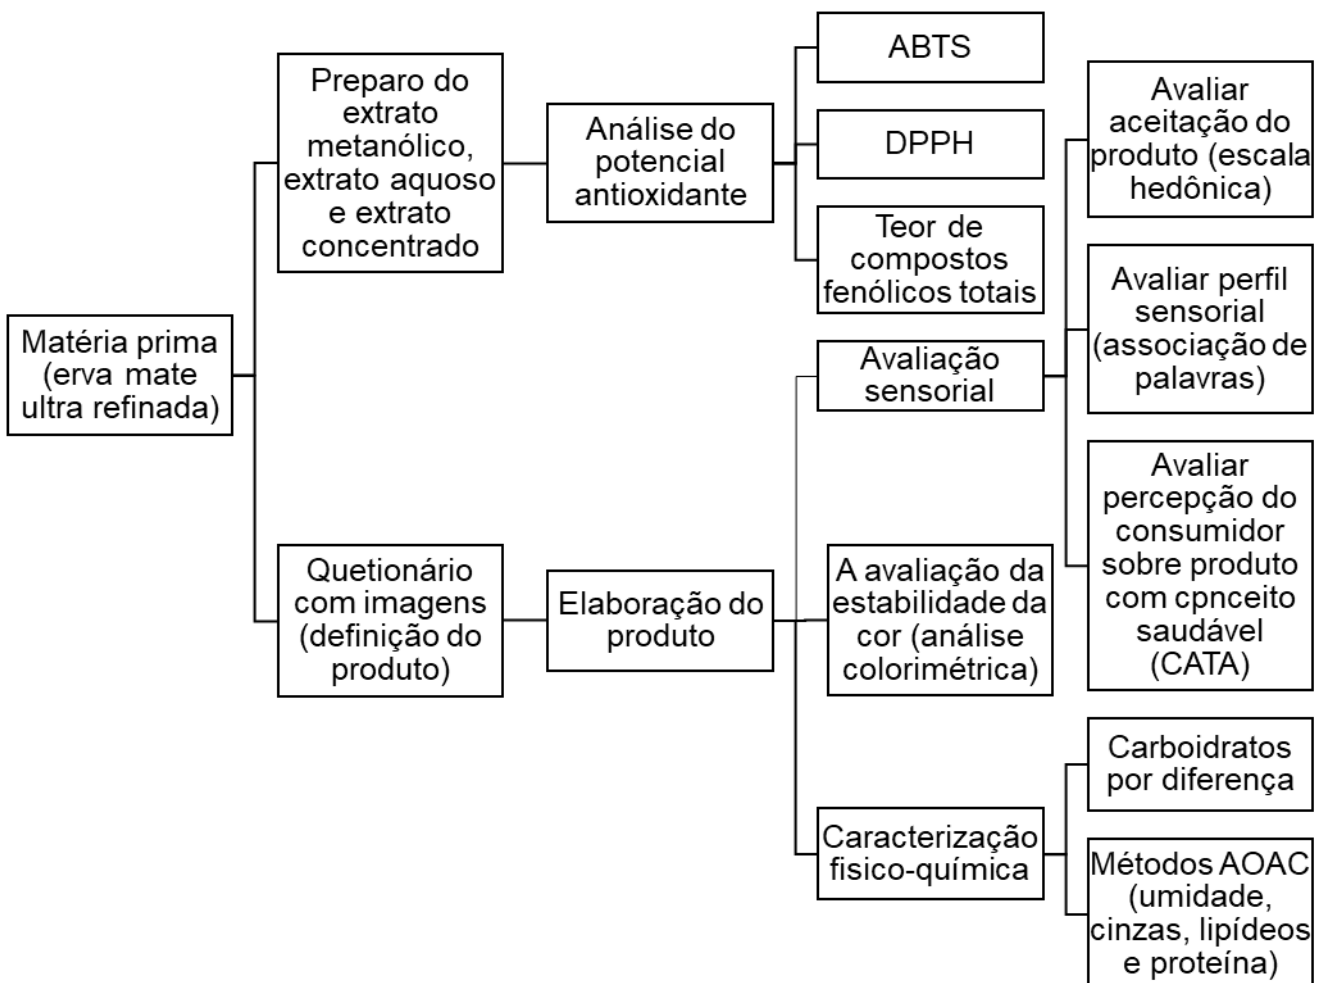 Matéria prima
(erva mate
ultra refinada)
Preparo do
extrato
metanólico,
extrato aquoso
e extrato
concentrado
Análise do
potencial
antioxidante
ABTS
DPPH
Teor de
compostos
fenólicos totais
Quetionário
com imagens
(definição do
produto)
Elaboração do
produto
Avaliação
sensorial
Avaliar
aceitação do
produto (escala
hedônica)
Avaliar perfil
sensorial
(associação de
palavras)
Avaliar
percepção do
consumidor
sobre produto
com cpnceito
saudável
(CATA)
A avaliação da
estabilidade da
cor (análise
colorimétrica)
Caracterização
fisico-química
Carboidratos
por diferença
Métodos AOAC
(umidade,
cinzas, lipídeos
e proteína)